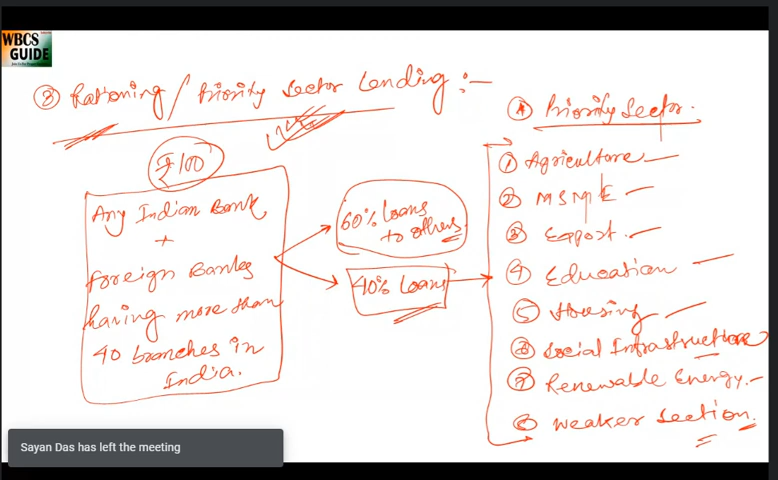 WBCS
GUIDE
③ Rationing / Priority Sector Lending :-
₹100
Any Indian Bank
+
Foreign Banks
having more than
40 branches in
India.
60% loans
to others
40% loans
Priority Sector.
① Agriculture
② MSME
③ Export.
④ Education
⑤ Housing
⑥ Social Infrastructure
⑦ Renewable Energy.
⑧ Weaker Section.
Sayan Das has left the meeting